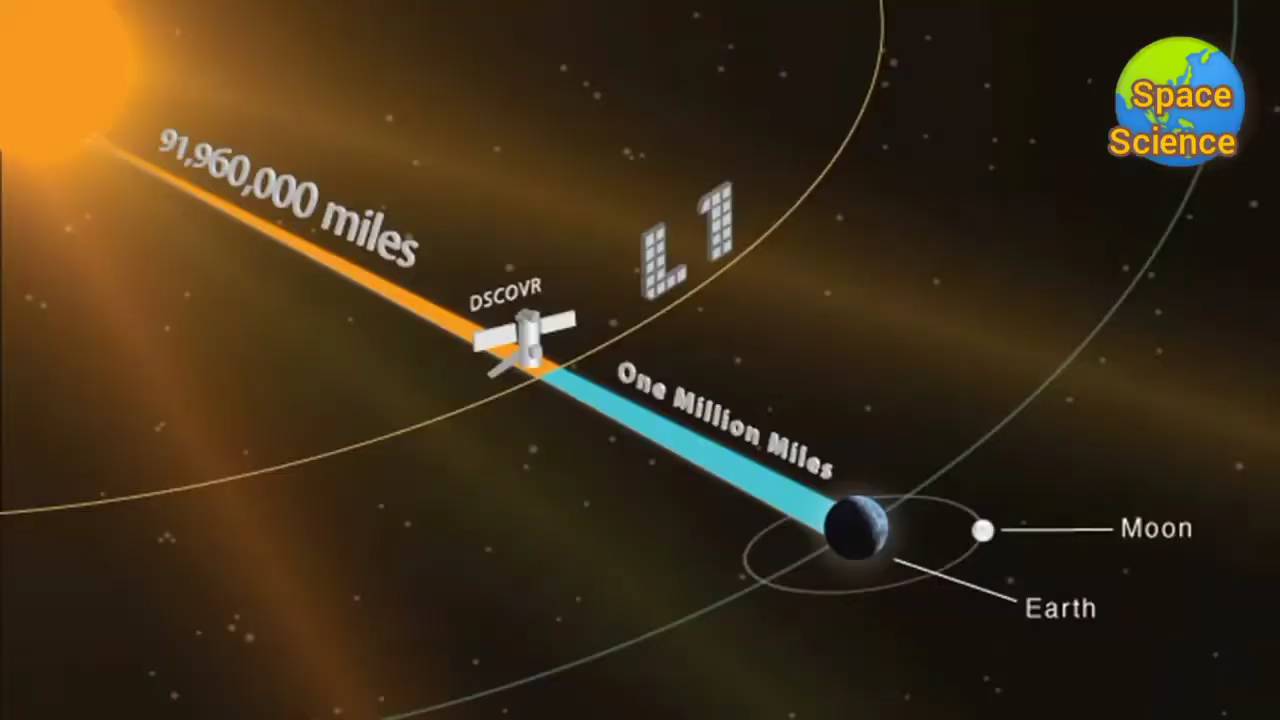 Space
Science
91,960,000 miles
DSCOVR
L1
One Million Miles
Moon
Earth